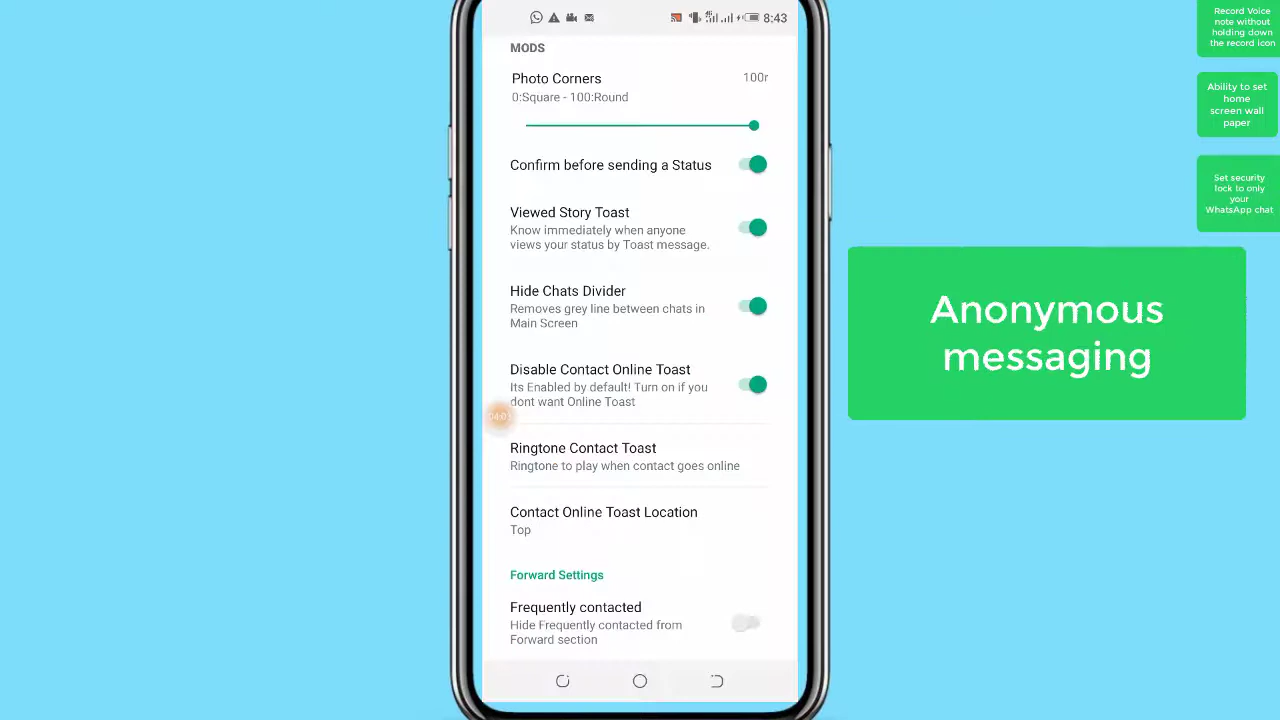 8:43
MODS
Photo Corners
100r
0:Square - 100:Round
Confirm before sending a Status
Viewed Story Toast
Know immediately when anyone
views your status by Toast message.
Hide Chats Divider
Removes grey line between chats in
Main Screen
Disable Contact Online Toast
Its Enabled by default! Turn on if you
dont want Online Toast
Ringtone Contact Toast
Ringtone to play when contact goes online
Contact Online Toast Location
Top
Forward Settings
Frequently contacted
Hide Frequently contacted from
Forward section
Record Voice
note without
holding down
the record icon
Ability to set
home
screen wall
paper
Set security
lock to only
your
WhatsApp chat
Anonymous
messaging